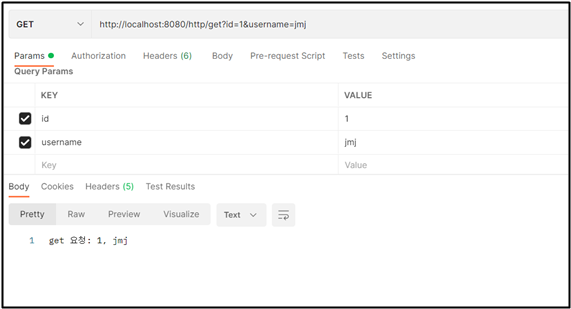 GET http://localhost:8080/http/get?id=1&username=jmj
Params Authorization Headers (6) Body Pre-request Script Tests Settings
Query Params
KEY VALUE
id 1
username jmj
Key Value
Body Cookies Headers (5) Test Results
Pretty Raw Preview Visualize Text
1 get 요청: 1, jmj